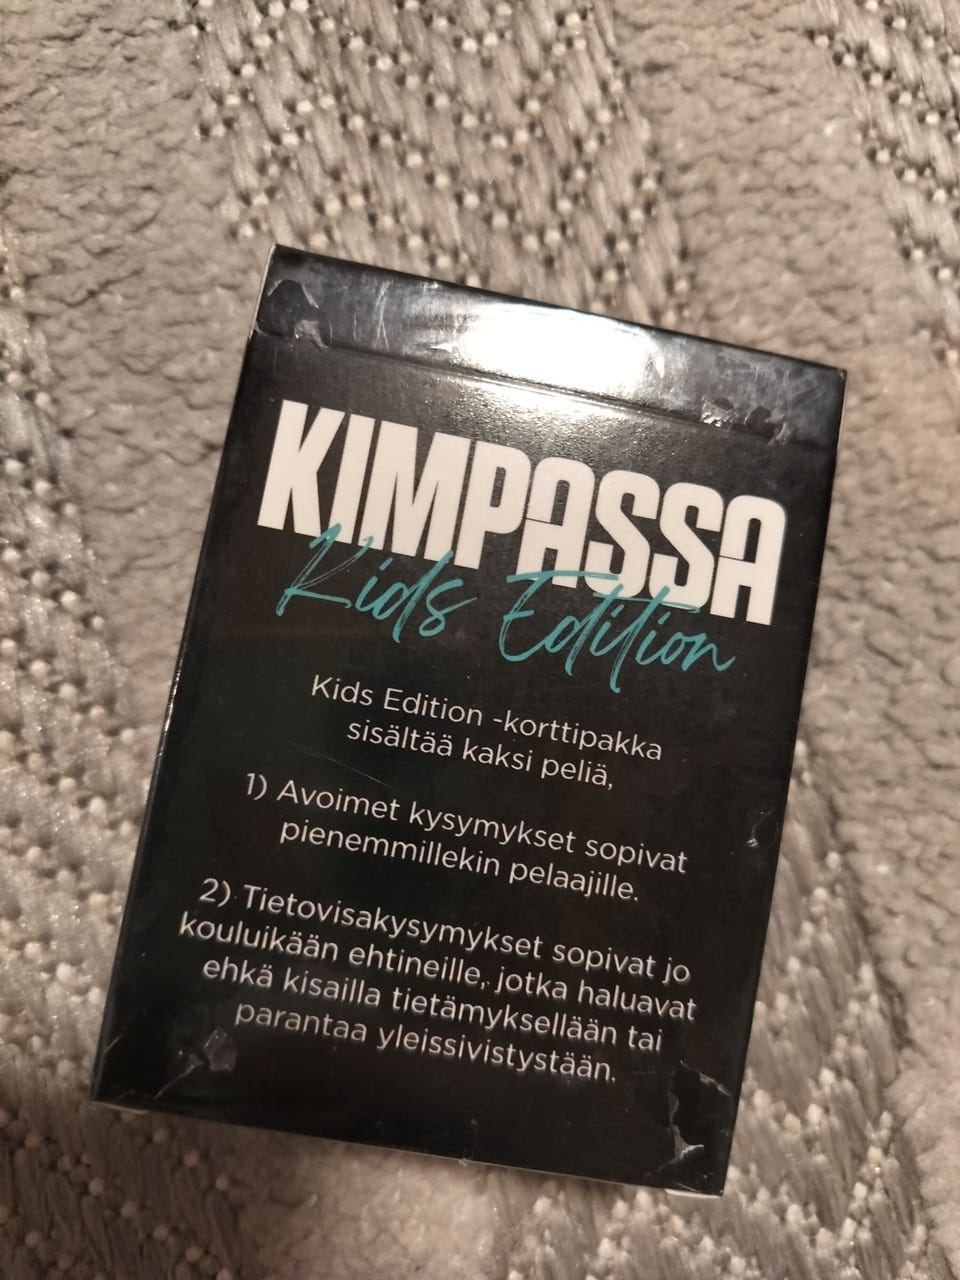 KIMPASSA
Kids Edition
Kids Edition -korttipakka
sisältää kaksi peliä,
1) Avoimet kysymykset sopivat
pienemmillekin pelaajille.
2) Tietovisakysymykset sopivat jo
kouluikään ehtineille, jotka haluavat
ehkä kisailla tietämyksellään tai
parantaa yleissivistystään.